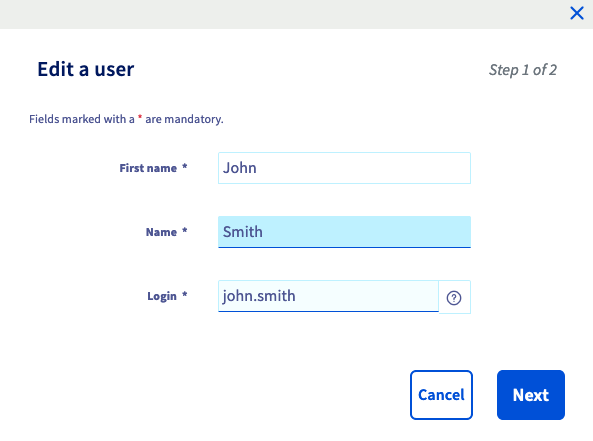 Edit a user
Step 1 of 2
Fields marked with a * are mandatory.
First name * John
Name * Smith
Login * john.smith ?
Cancel Next